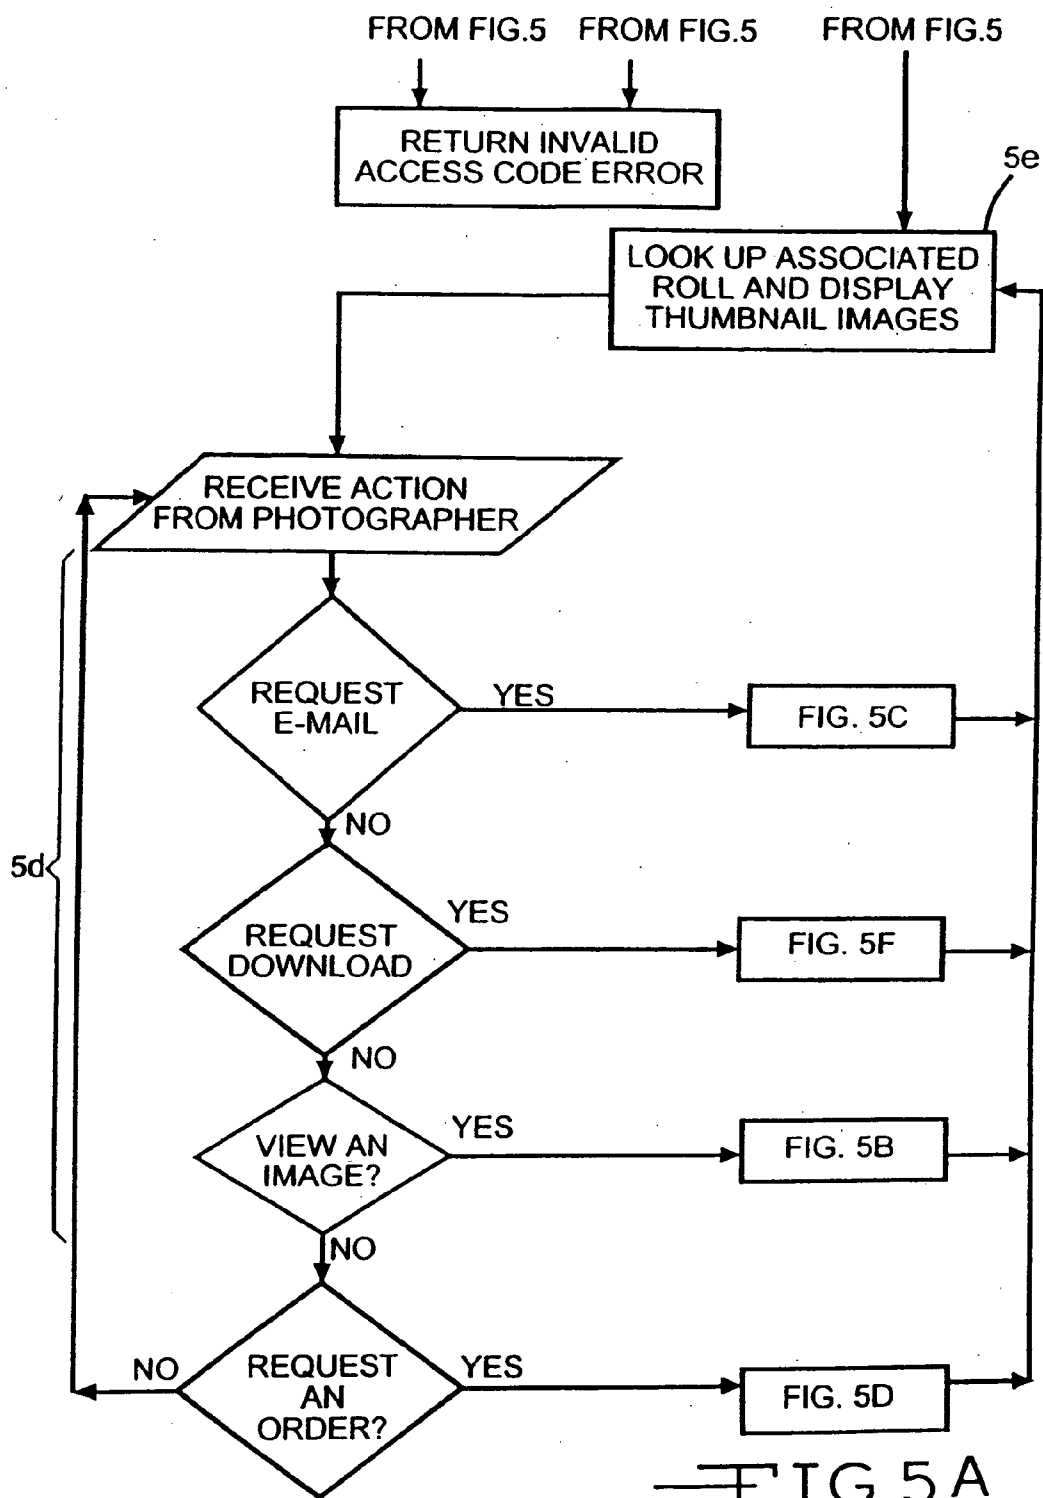 FROM FIG.5 FROM FIG.5 FROM FIG.5
RETURN INVALID
ACCESS CODE ERROR
5e
LOOK UP ASSOCIATED
ROLL AND DISPLAY
THUMBNAIL IMAGES
RECEIVE ACTION
FROM PHOTOGRAPHER
REQUEST
E-MAIL
YES
FIG. 5C
NO
5d
REQUEST
DOWNLOAD
YES
FIG. 5F
NO
VIEW AN
IMAGE?
YES
FIG. 5B
NO
REQUEST
AN
ORDER?
NO
YES
FIG. 5D
FIG 5A